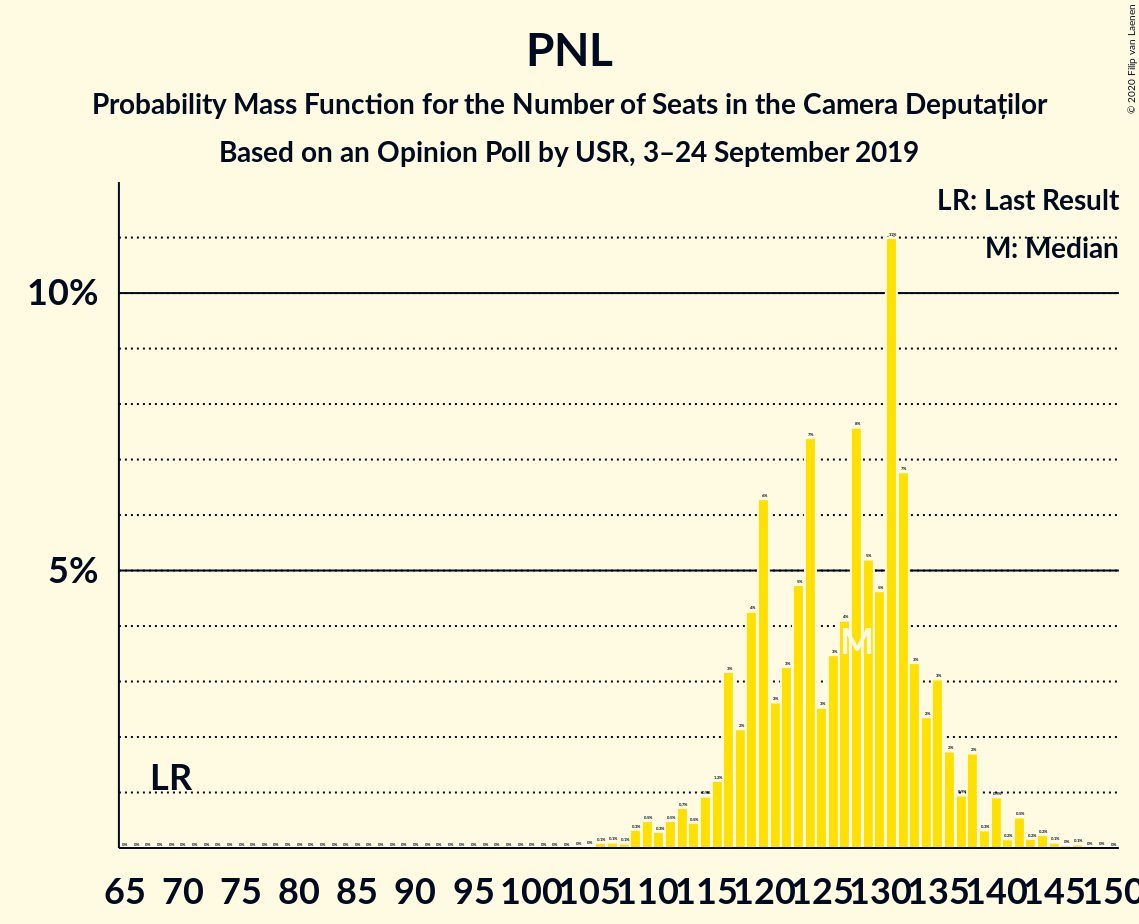 © 2020 Filip van Laenen
PNL
Probability Mass Function for the Number of Seats in the Camera Deputaților
Based on an Opinion Poll by USR, 3–24 September 2019
LR: Last Result
M: Median
10%
5%
LR
M
65 70 75 80 85 90 95 100 105 110 115 120 125 130 135 140 145 150